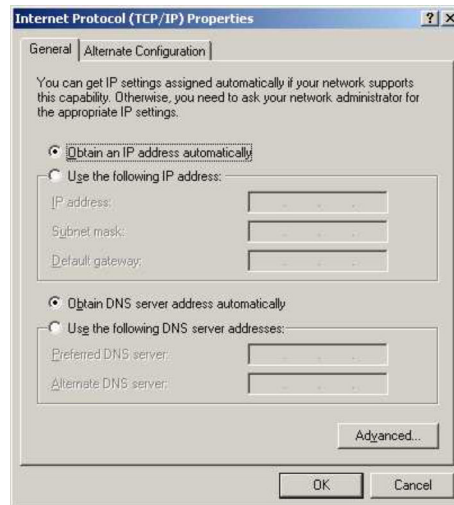 Internet Protocol (TCP/IP) Properties
General
Alternate Configuration
You can get IP settings assigned automatically if your network supports
this capability. Otherwise, you need to ask your network administrator for
the appropriate IP settings.
Obtain an IP address automatically
Use the following IP address:
IP address:
Subnet mask:
Default gateway:
Obtain DNS server address automatically
Use the following DNS server addresses:
Preferred DNS server:
Alternate DNS server:
Advanced...
OK
Cancel